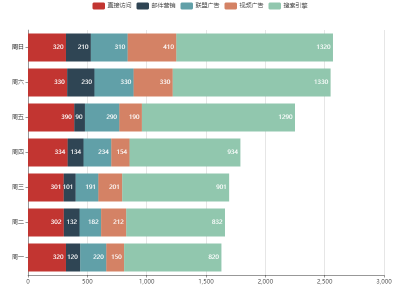 直接访问 邮件营销 联盟广告 视频广告 搜索引擎
周日 320 210 310 410 1320
周六 330 230 330 330 1330
周五 390 90 290 190 1290
周四 334 134 234 154 934
周三 301 101 191 201 901
周二 302 132 182 212 832
周一 320 120 220 150 820
0 500 1,000 1,500 2,000 2,500 3,000